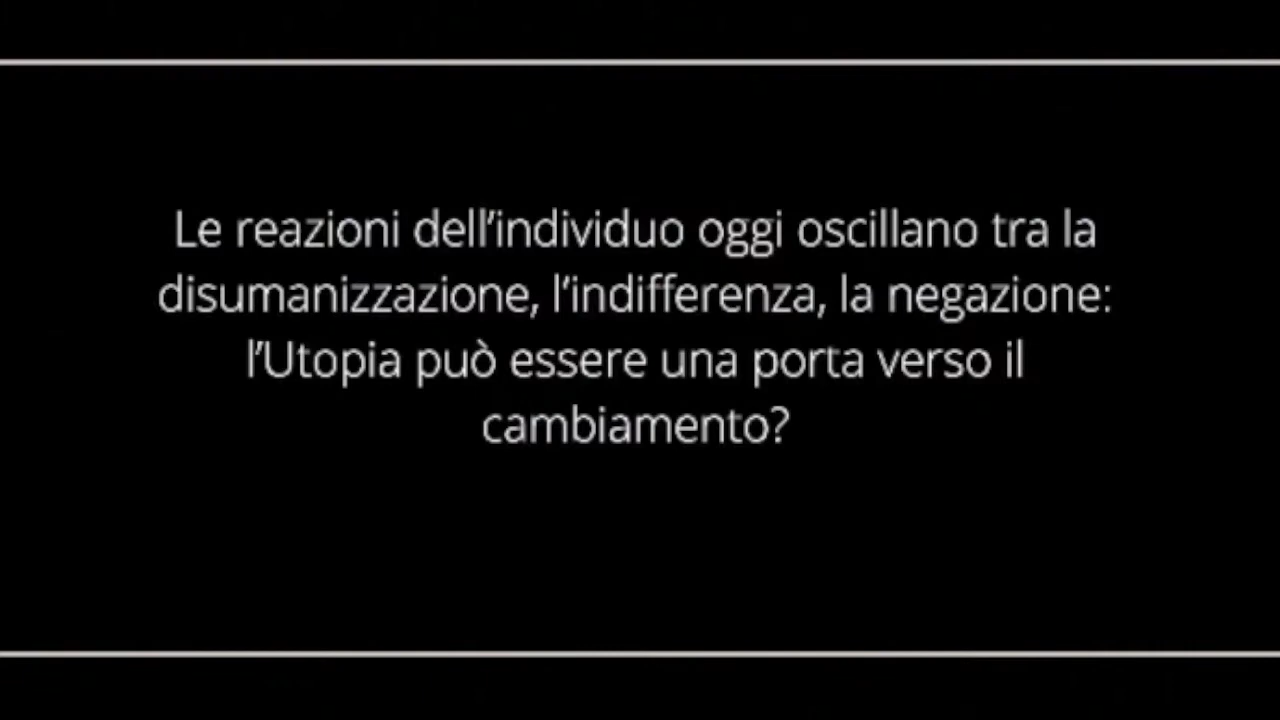 Le reazioni dell'individuo oggi oscillano tra la
disumanizzazione, l'indifferenza, la negazione:
l'Utopia può essere una porta verso il
cambiamento?